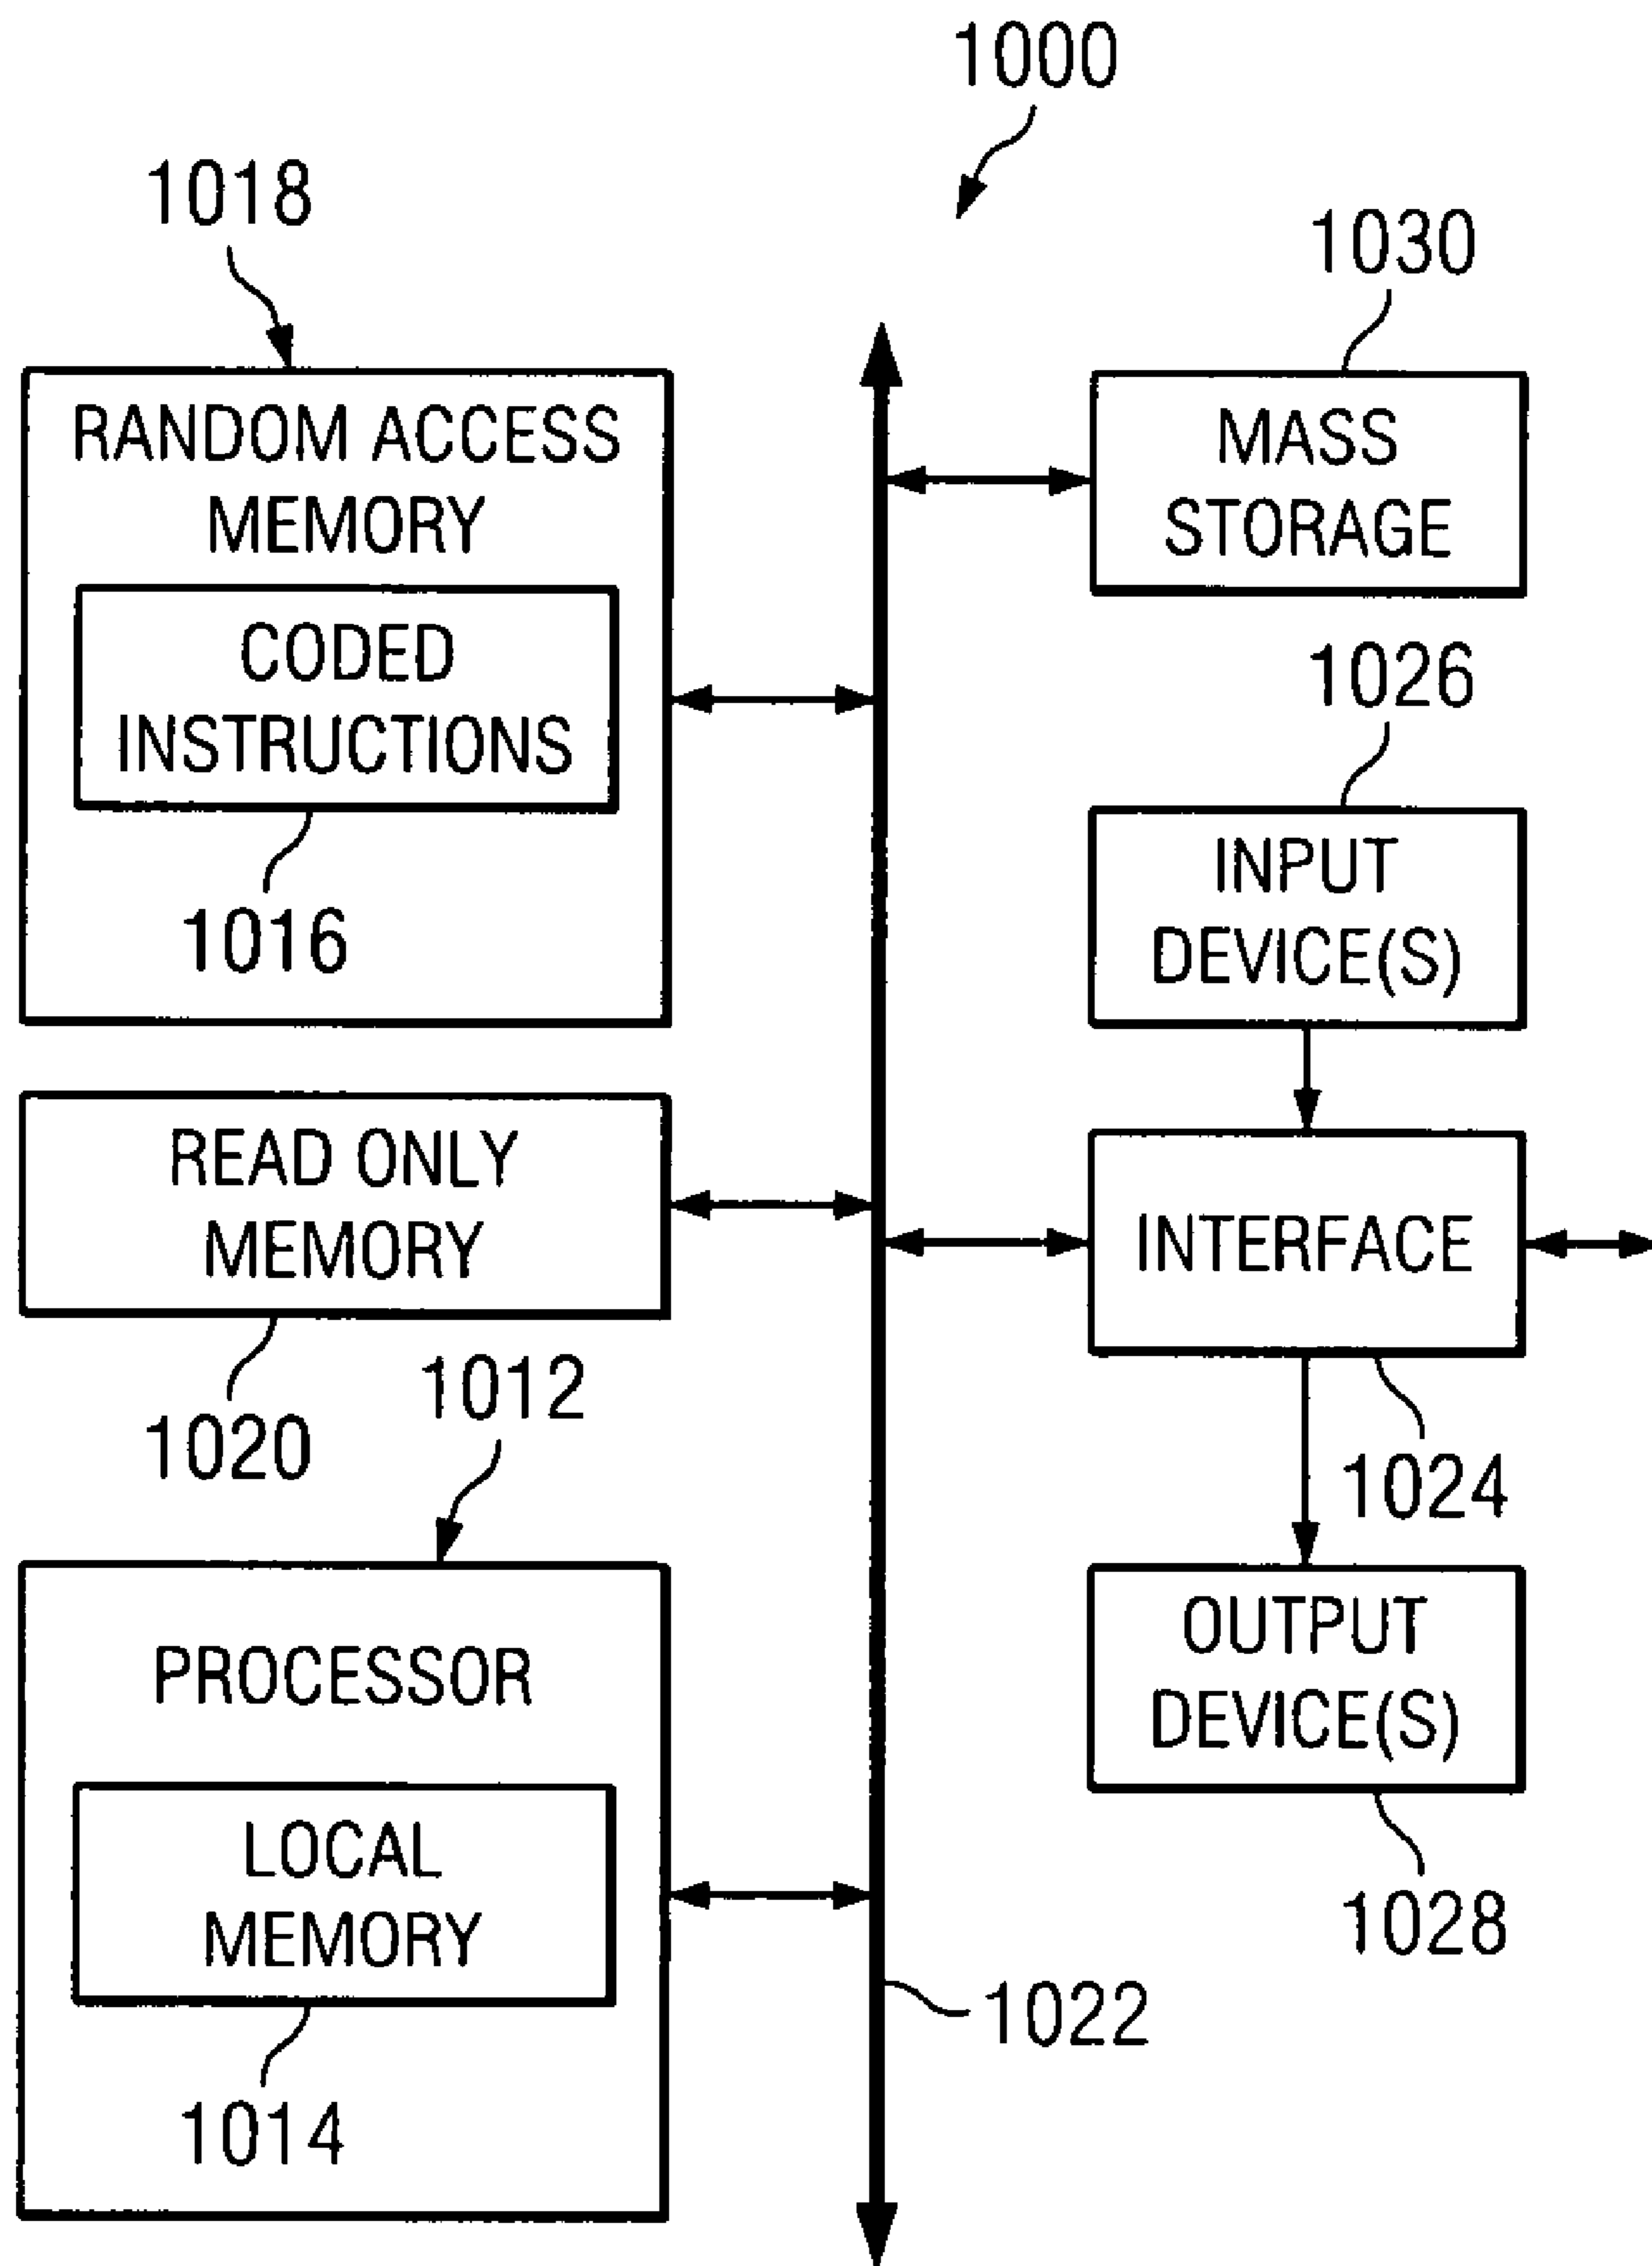 1000
1018
1030
RANDOM ACCESS
MEMORY
CODED
INSTRUCTIONS
1016
MASS
STORAGE
1026
INPUT
DEVICE(S)
READ ONLY
MEMORY
1020
INTERFACE
1024
1012
PROCESSOR
LOCAL
MEMORY
1014
OUTPUT
DEVICE(S)
1028
1022